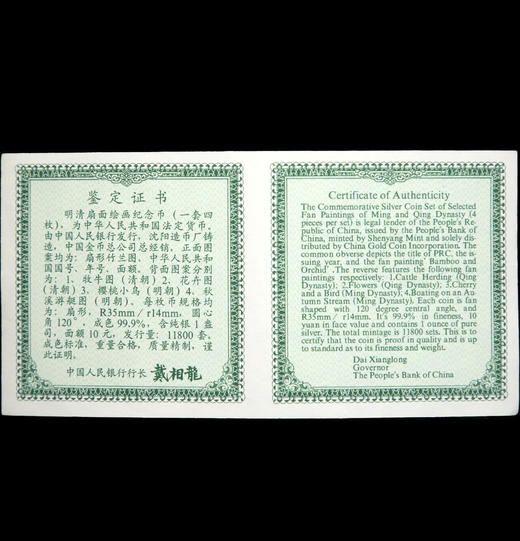 鉴定证书
明清扇面绘画纪念币(一套四
枚),为中华人民共和国法定货币,
由中国人民银行发行,沈阳造币厂铸
造,中国金币总公司总经销,正面图
案均为:扇形竹兰图、中华人民共和
国国号、年号、面额。背面图案分别
为:1、牧牛图(清朝)2、花卉图
(清朝)3、樱桃小鸟(明朝)4、秋
溪游艇图(明朝)。每枚币规格均
为:扇形,R35mm/r14mm,圆心
角120°,成色99.9%,含纯银1盎
司,面额10元,发行量:11800套。
成色标准,重量合格,质量精制,谨
此证明。
中国人民银行行长 戴相龍
Certificate of Authenticity
The Commemorative Silver Coin Set of Selected
Fan Paintings of Ming and Qing Dynasty (4
pieces per set) is legal tender of the People's Re-
public of China, issued by the People's Bank of
China, minted by Shenyang Mint and solely dis-
tributed by China Gold Coin Incorporation. The
common obverse depicts the title of PRC, the is-
suing year, and the fan painting' Bamboo and
Orchid' .The reverse features the following fan
paintings respectively :1.Cattle Herding (Qing
Dynasty);2.Flowers (Qing Dynasty);3.Cherry
and a Bird (Ming Dynasty);4.Boating on an Au-
tumn Stream (Ming Dynasty). Each coin is fan
shaped with 120 degree central angle, and
R35mm / r14mm. It's 99.9% in fineness, 10
yuan in face value and contains 1 ounce of pure
silver. The total mintage is 11800 sets. This is to
certify that the coin is proof in quality and is up
to standard as to its fineness and weight.
Dai Xianglong
Governor
The People's Bank of China